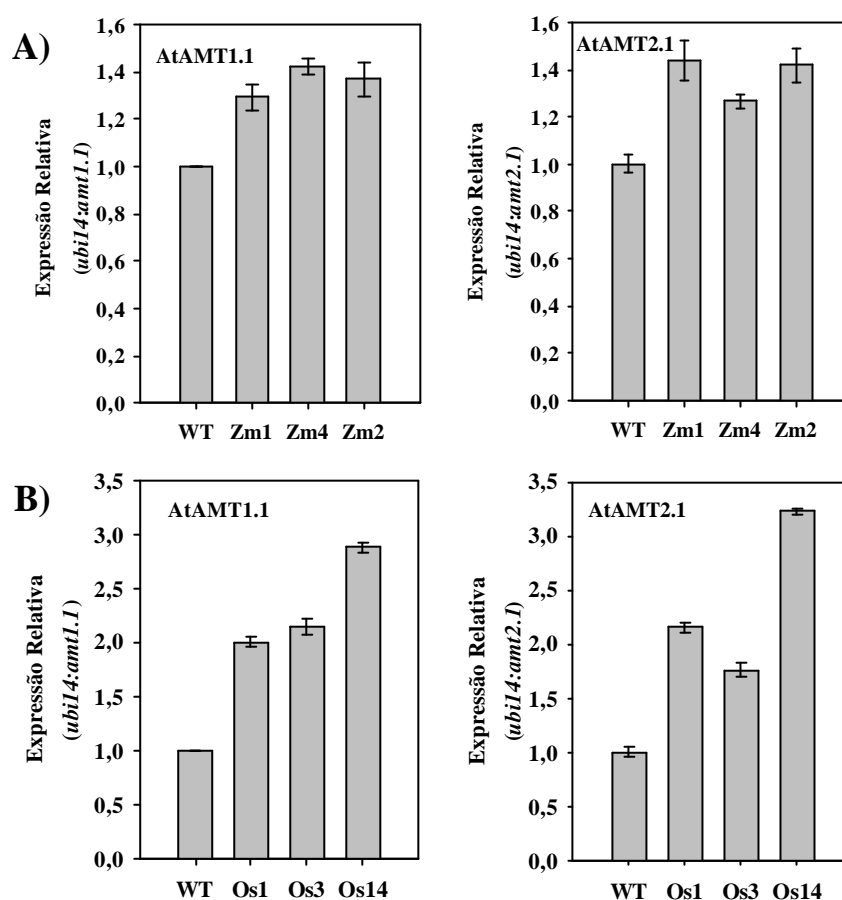 A)
AtAMT1.1
Expressão Relativa
(ubi14:amt1.1)
1,6
1,4
1,2
1,0
0,8
0,6
0,4
0,2
0,0
WT Zm1 Zm4 Zm2
AtAMT2.1
Expressão Relativa
(ubi14:amt2.1)
1,6
1,4
1,2
1,0
0,8
0,6
0,4
0,2
0,0
WT Zm1 Zm4 Zm2
B)
AtAMT1.1
Expressão Relativa
(ubi14:amt1.1)
3,5
3,0
2,5
2,0
1,5
1,0
0,5
0,0
WT Os1 Os3 Os14
AtAMT2.1
Expressão Relativa
(ubi14:amt2.1)
3,5
3,0
2,5
2,0
1,5
1,0
0,5
0,0
WT Os1 Os3 Os14